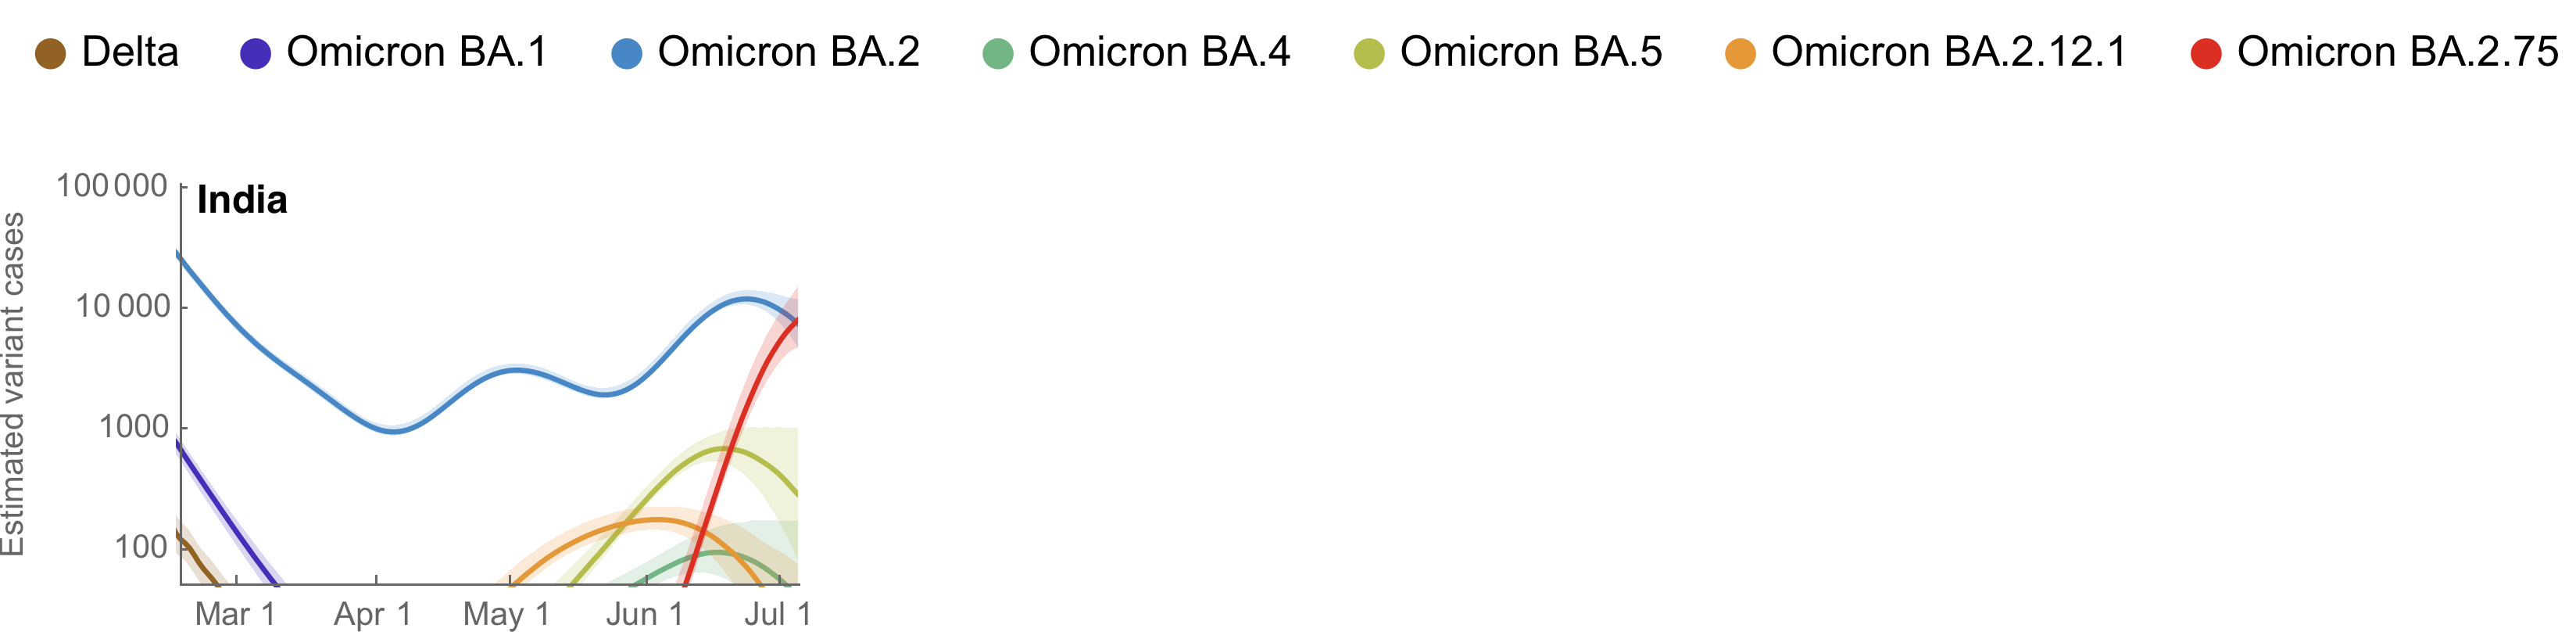 Delta Omicron BA.1 Omicron BA.2 Omicron BA.4 Omicron BA.5 Omicron BA.2.12.1 Omicron BA.2.75
India
Estimated variant cases
100 000
10 000
1000
100
Mar 1 Apr 1 May 1 Jun 1 Jul 1